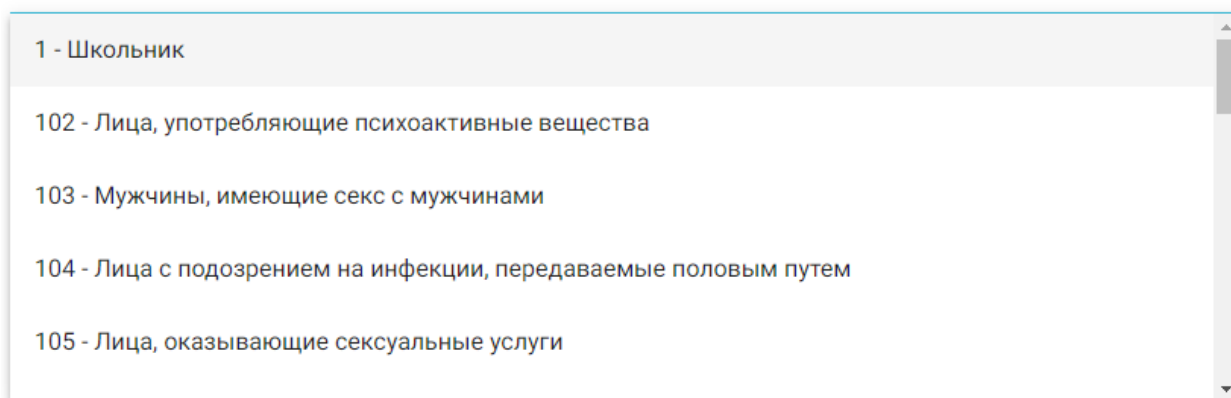 1 - Школьник
102 - Лица, употребляющие психоактивные вещества
103 - Мужчины, имеющие секс с мужчинами
104 - Лица с подозрением на инфекции, передаваемые половым путем
105 - Лица, оказывающие сексуальные услуги